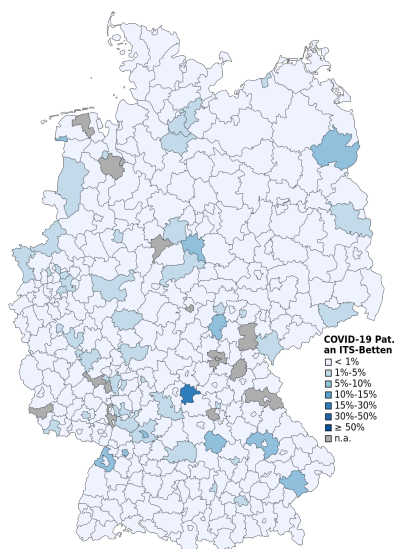 COVID-19 Pat.
an ITS-Betten
< 1%
1%-5%
5%-10%
10%-15%
15%-30%
30%-50%
≥ 50%
n.a.